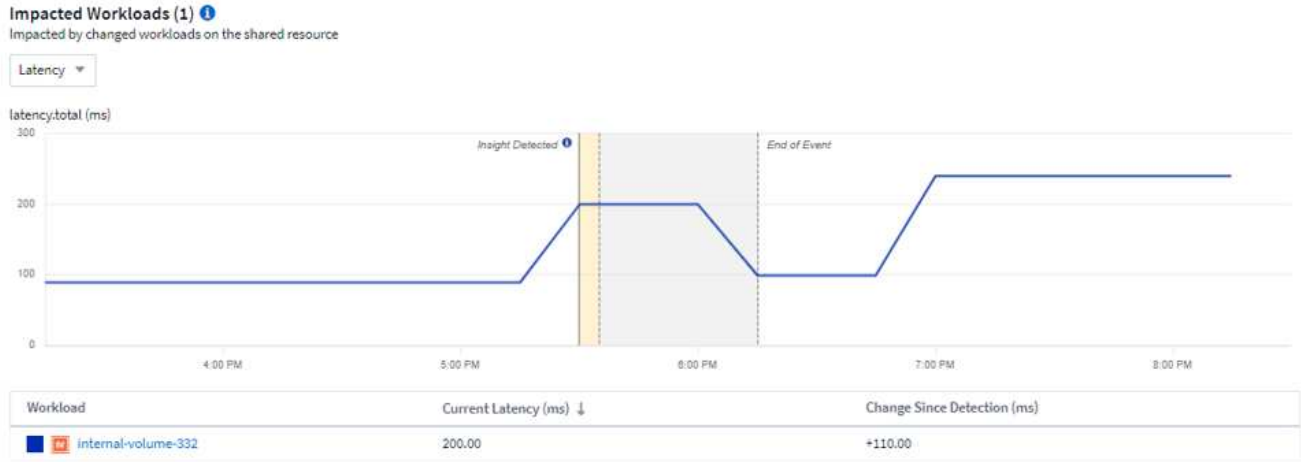 Impacted Workloads (1) i
Impacted by changed workloads on the shared resource
Latency
latency.total (ms)
300
Insight Detected i
End of Event
200
100
0
4:00 PM
5:00 PM
6:00 PM
7:00 PM
8:00 PM
Workload
Current Latency (ms) ↓
Change Since Detection (ms)
internal-volume-332
200.00
+110.00